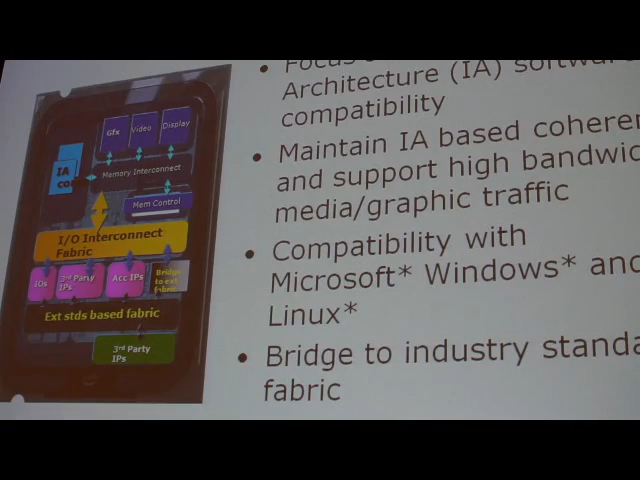 Gfx
Video
Display
IA
Memory Interconnect
Mem Control
I/O Interconnect
Fabric
IOs
3rd Party
IPs
Acc IPs
Bridge
to ext
fabric
Ext stds based fabric
3rd Party
IPs
• Focus
Architecture (IA)
compatibility
• Maintain IA based
and support high
media/graphic traffic
• Compatibility with
Microsoft* Windows* and
Linux*
• Bridge to industry
fabric